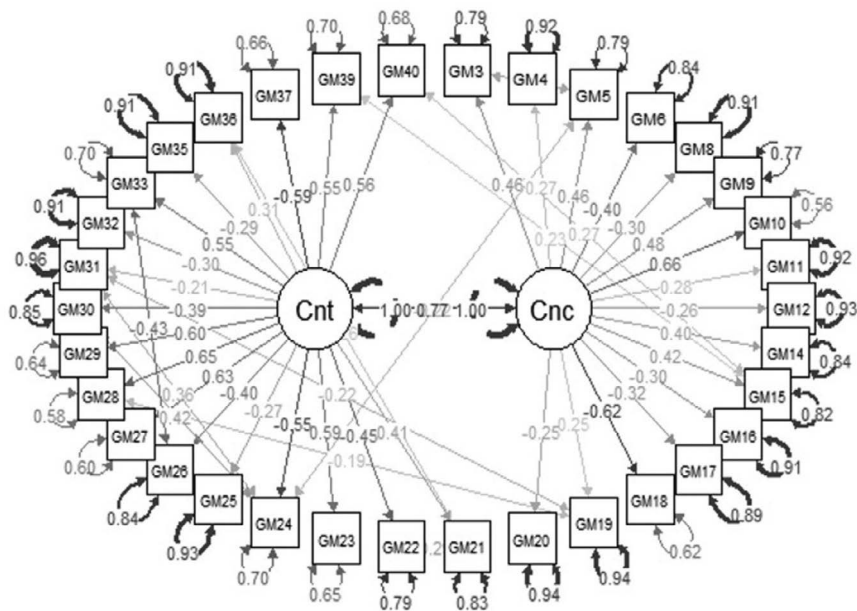 0.70 0.68 0.79 0.92
0.66 0.79
0.91 0.84
GM39 GM40 GM3 GM4
GM37 GM5
0.91 GM36 GM6 0.91
GM35 GM8
0.70 GM33 GM9 0.77
0.91 GM32 GM10 0.56
-0.59 0.55 0.56 0.46 0.27 0.46 -0.40
0.31 -0.30
-0.29 0.48
0.55 0.23 0.27 0.66
-0.30
0.96 GM31 GM11 0.92
-0.21 0.28
0.85 GM30 Cnt 1.00 -0.77 1.00 Cnc GM12 0.93
-0.39 -0.26
0.60 0.40
0.64 GM29 GM14 0.84
-0.43 0.65 0.42
0.58 GM28 GM15 0.82
0.36 0.63 -0.40 -0.22 -0.30
0.42 -0.27 -0.32
-0.55 0.59 -0.45 0.41 -0.25 0.25 -0.62
0.60 GM27 GM16 0.91
-0.19
0.84 GM26 GM17 0.89
0.93 GM25 GM18 0.62
GM24 GM19
GM23 GM22 GM21 GM20
0.70 0.94
0.65 0.79 0.83 0.94